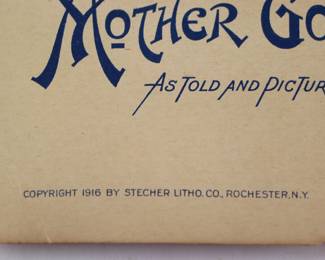 MOTHER GO
AS TOLD AND PICTUR
COPYRIGHT 1916 BY STECHER LITHO. CO., ROCHESTER, N.Y.